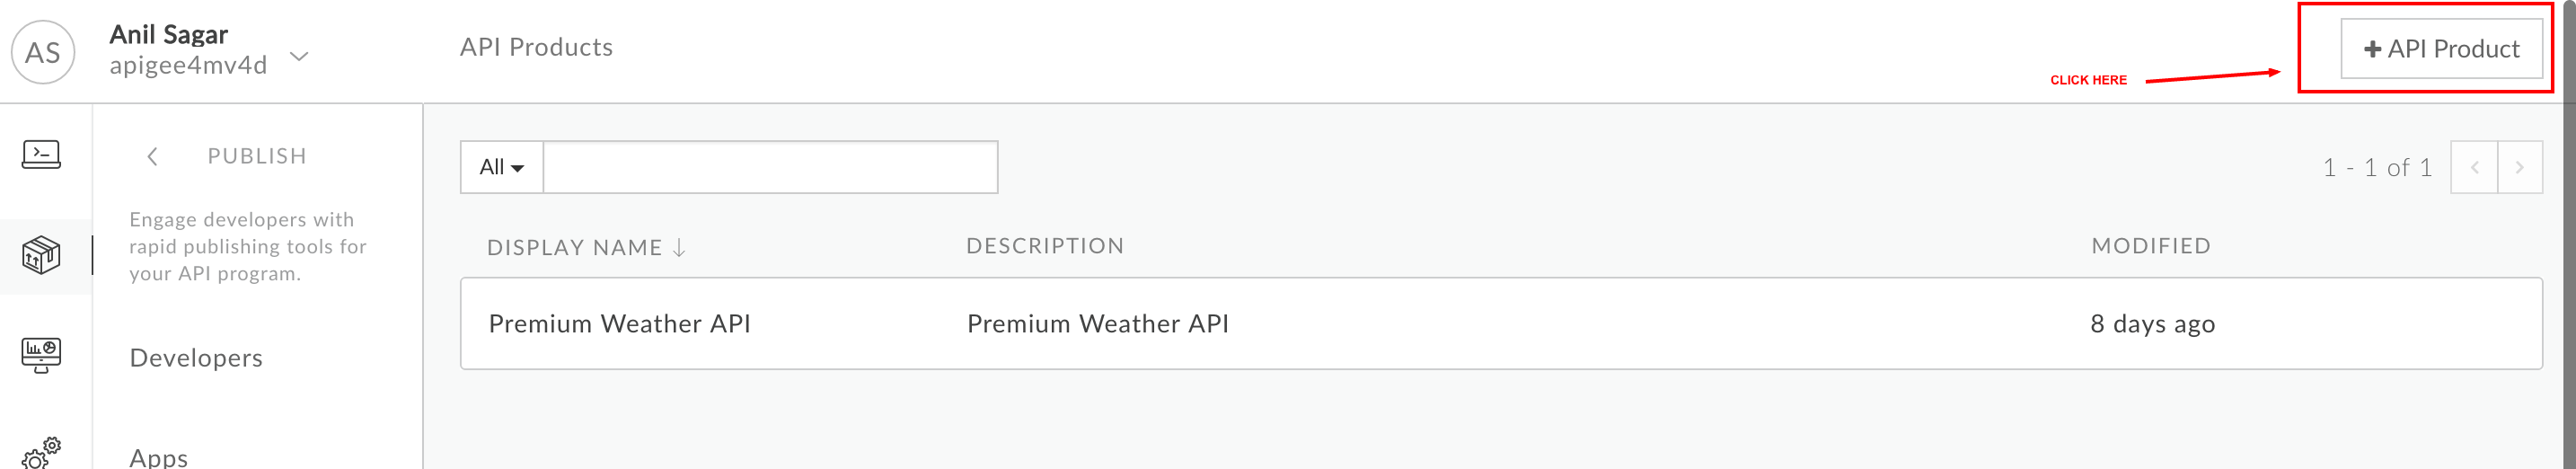 AS
Anil Sagar
apigee4mv4d
API Products
+ API Product
CLICK HERE
PUBLISH
Engage developers with
rapid publishing tools for
your API program.
Developers
Apps
All
1 - 1 of 1
DISPLAY NAME ↓
DESCRIPTION
MODIFIED
Premium Weather API
Premium Weather API
8 days ago